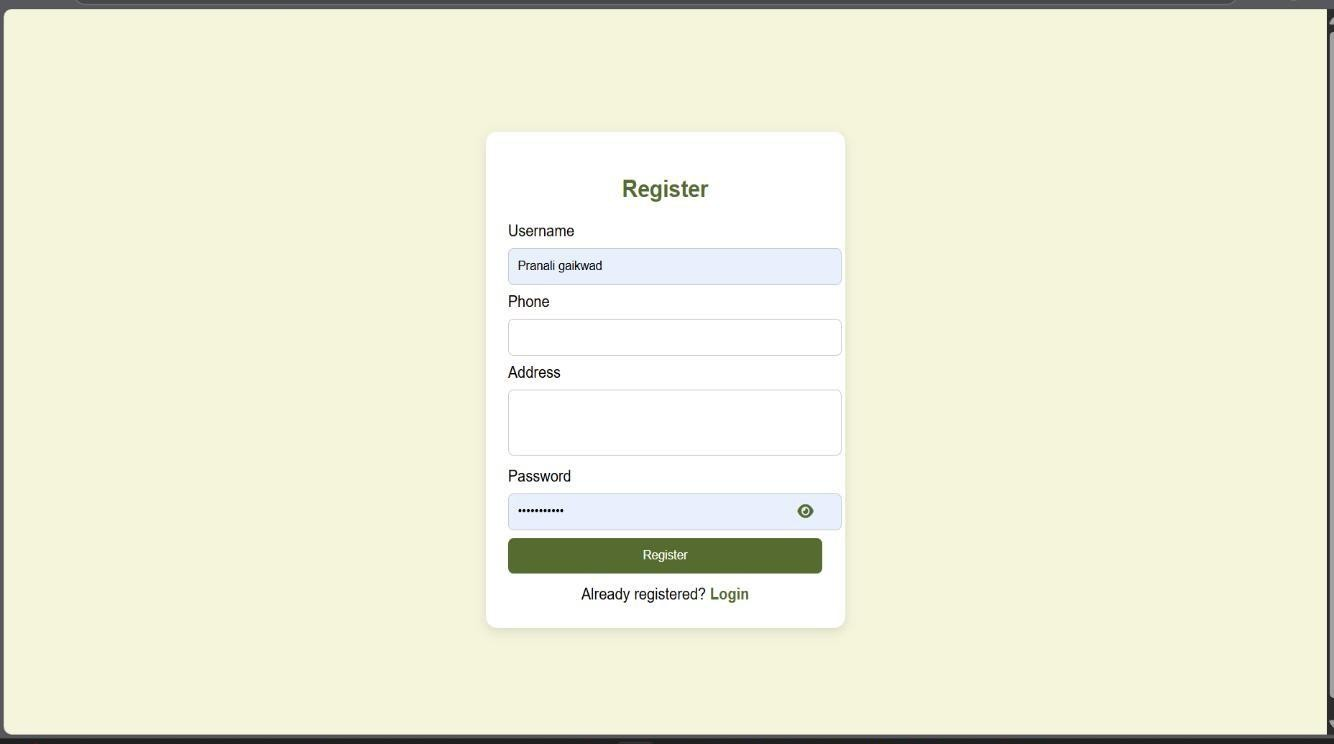 Register
Username
Pranali gaikwad
Phone
Address
Password
•••••••••••
Register
Already registered? Login